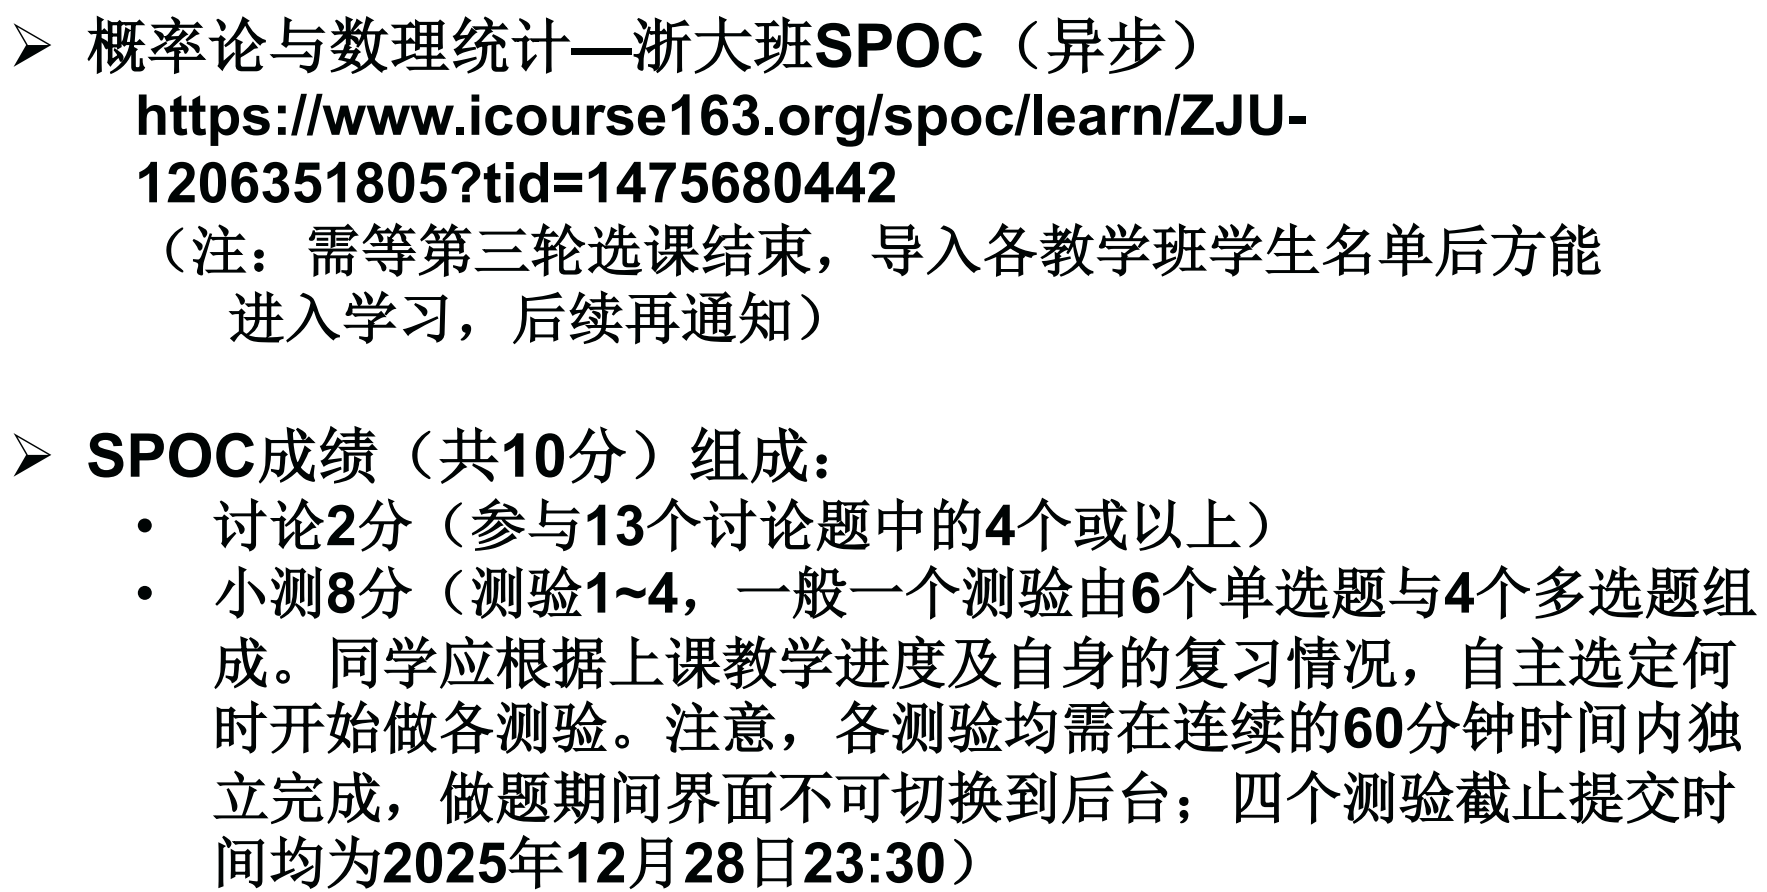 ➢ 概率论与数理统计—浙大班SPOC（异步）
https://www.icourse163.org/spoc/learn/ZJU-
1206351805?tid=1475680442
（注：需等第三轮选课结束，导入各教学班学生名单后方能
进入学习，后续再通知）
➢ SPOC成绩（共10分）组成：
• 讨论2分（参与13个讨论题中的4个或以上）
• 小测8分（测验1~4，一般一个测验由6个单选题与4个多选题组
成。同学应根据上课教学进度及自身的复习情况，自主选定何
时开始做各测验。注意，各测验均需在连续的60分钟时间内独
立完成，做题期间界面不可切换到后台；四个测验截止提交时
间均为2025年12月28日23:30）